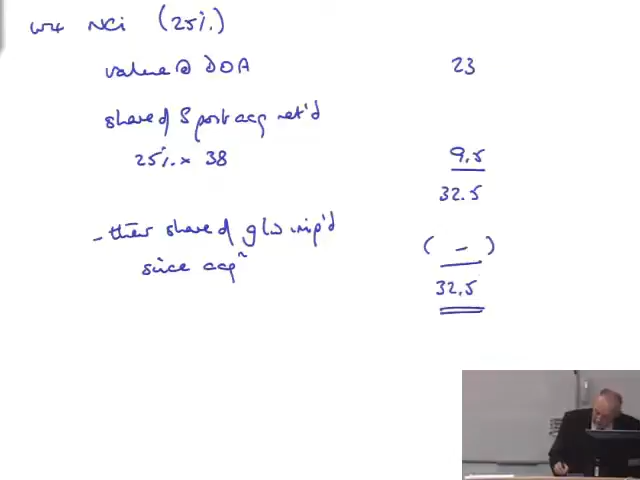 W4 NCi (25%)
value @ DOA 23
share of S post acq ret'd
25% x 38 9.5
32.5
- their share of g(w imp'd ( - )
since acqⁿ
32.5